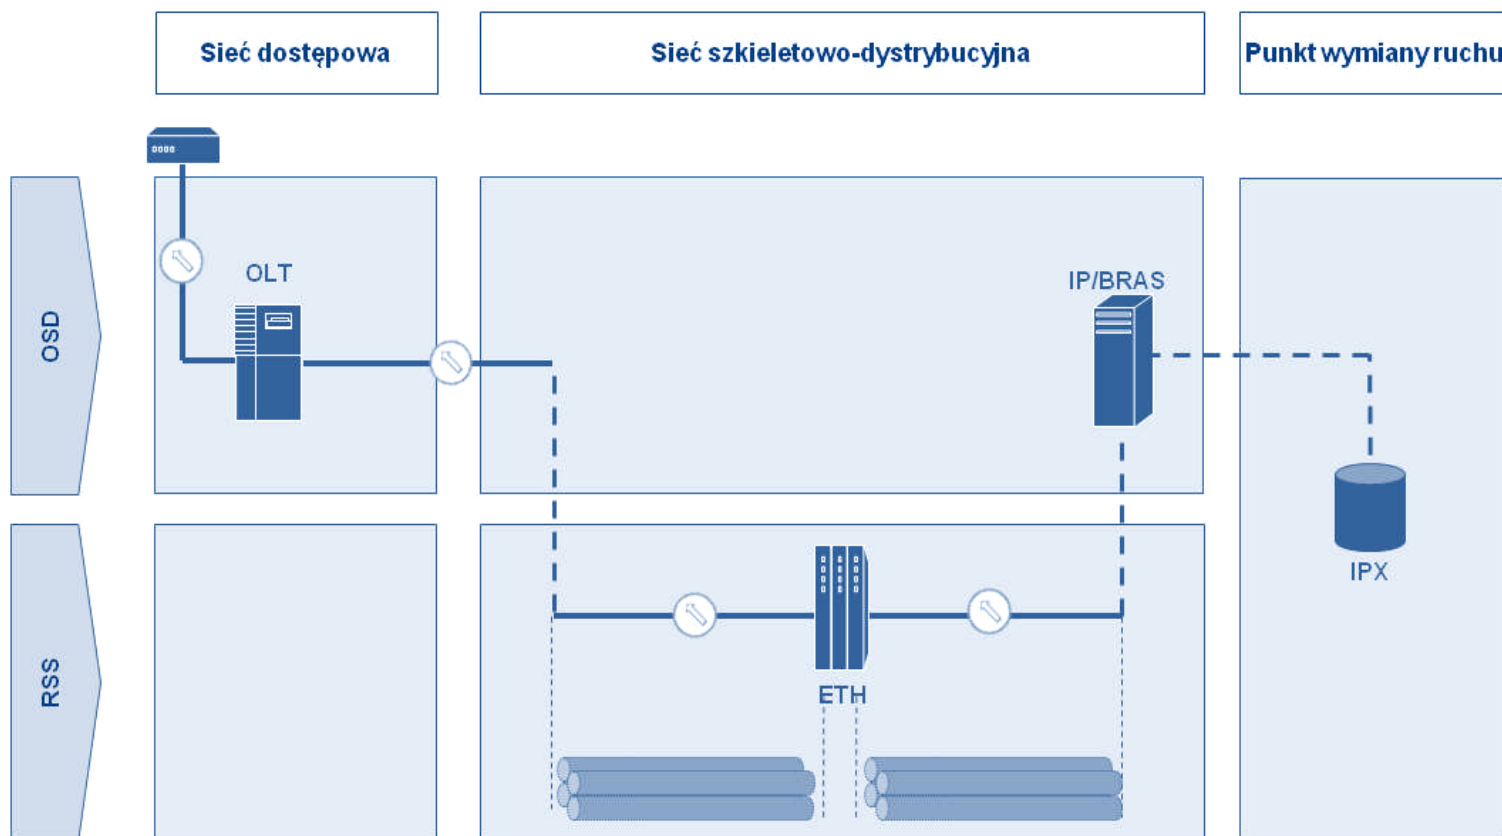 Sieć dostępowa
Sieć szkieletowo-dystrybucyjna
Punkt wymiany ruchu
OSD
OLT
IP/BRAS
IPX
RSS
ETH